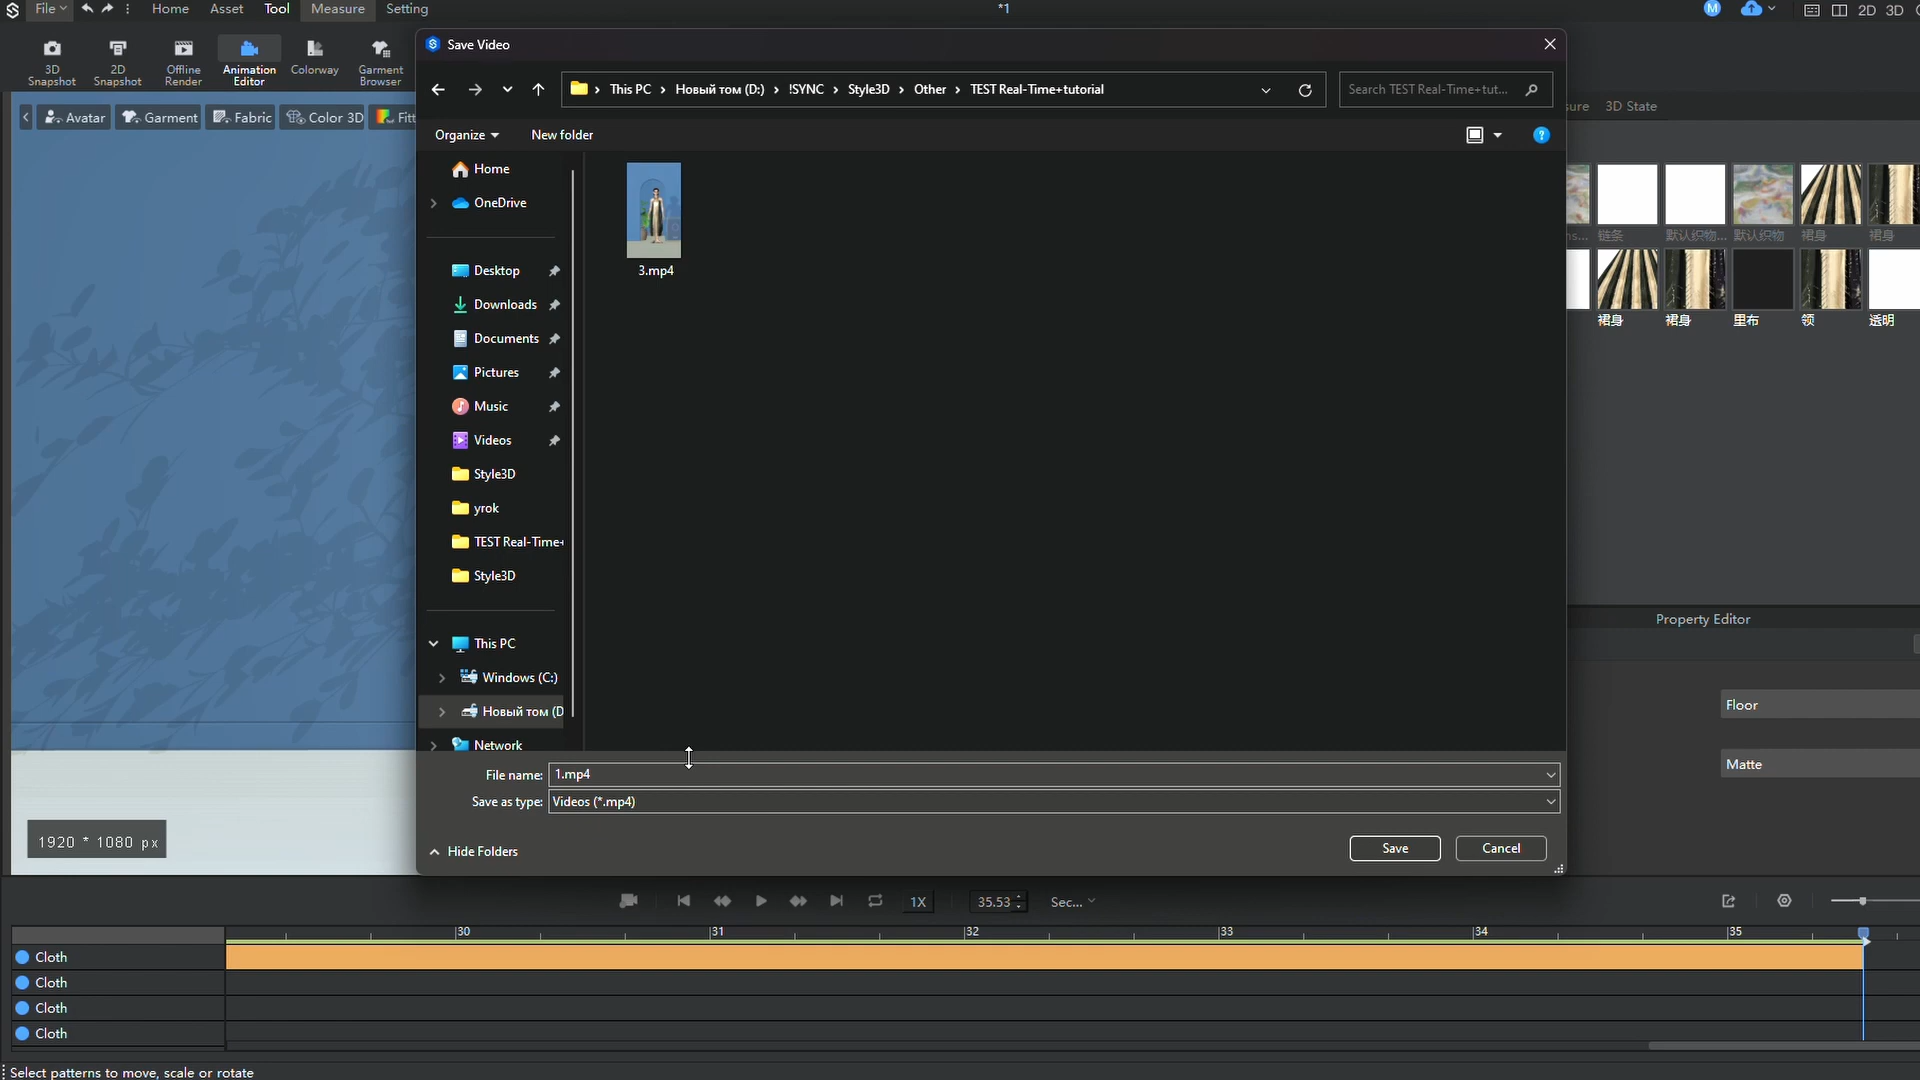 File
Home Asset Tool Measure Setting
*1
M
2D 3D
3D Snapshot
2D Snapshot
Offline Render
Animation Editor
Colorway
Garment Browser
Avatar Garment Fabric Color 3D Fitt
Save Video
This PC > Новый том (D:) > !SYNC > Style3D > Other > TEST Real-Time+tutorial
Search TEST Real-Time+tut...
Organize New folder
?
Home
OneDrive
Desktop
Downloads
Documents
Pictures
Music
Videos
Style3D
yrok
TEST Real-Time+
Style3D
This PC
Windows (C:)
Новый том (D
Network
3.mp4
File name: 1.mp4
Save as type: Videos (*.mp4)
Hide Folders
Save Cancel
ure 3D State
s... 链条 默认织物... 默认织物 裙身 裙身
裙身 裙身 里布 领 透明
Property Editor
Floor
Matte
1920 * 1080 px
1X 35.53 Sec...
30 31 32 33 34 35
Cloth
Cloth
Cloth
Cloth
Select patterns to move, scale or rotate